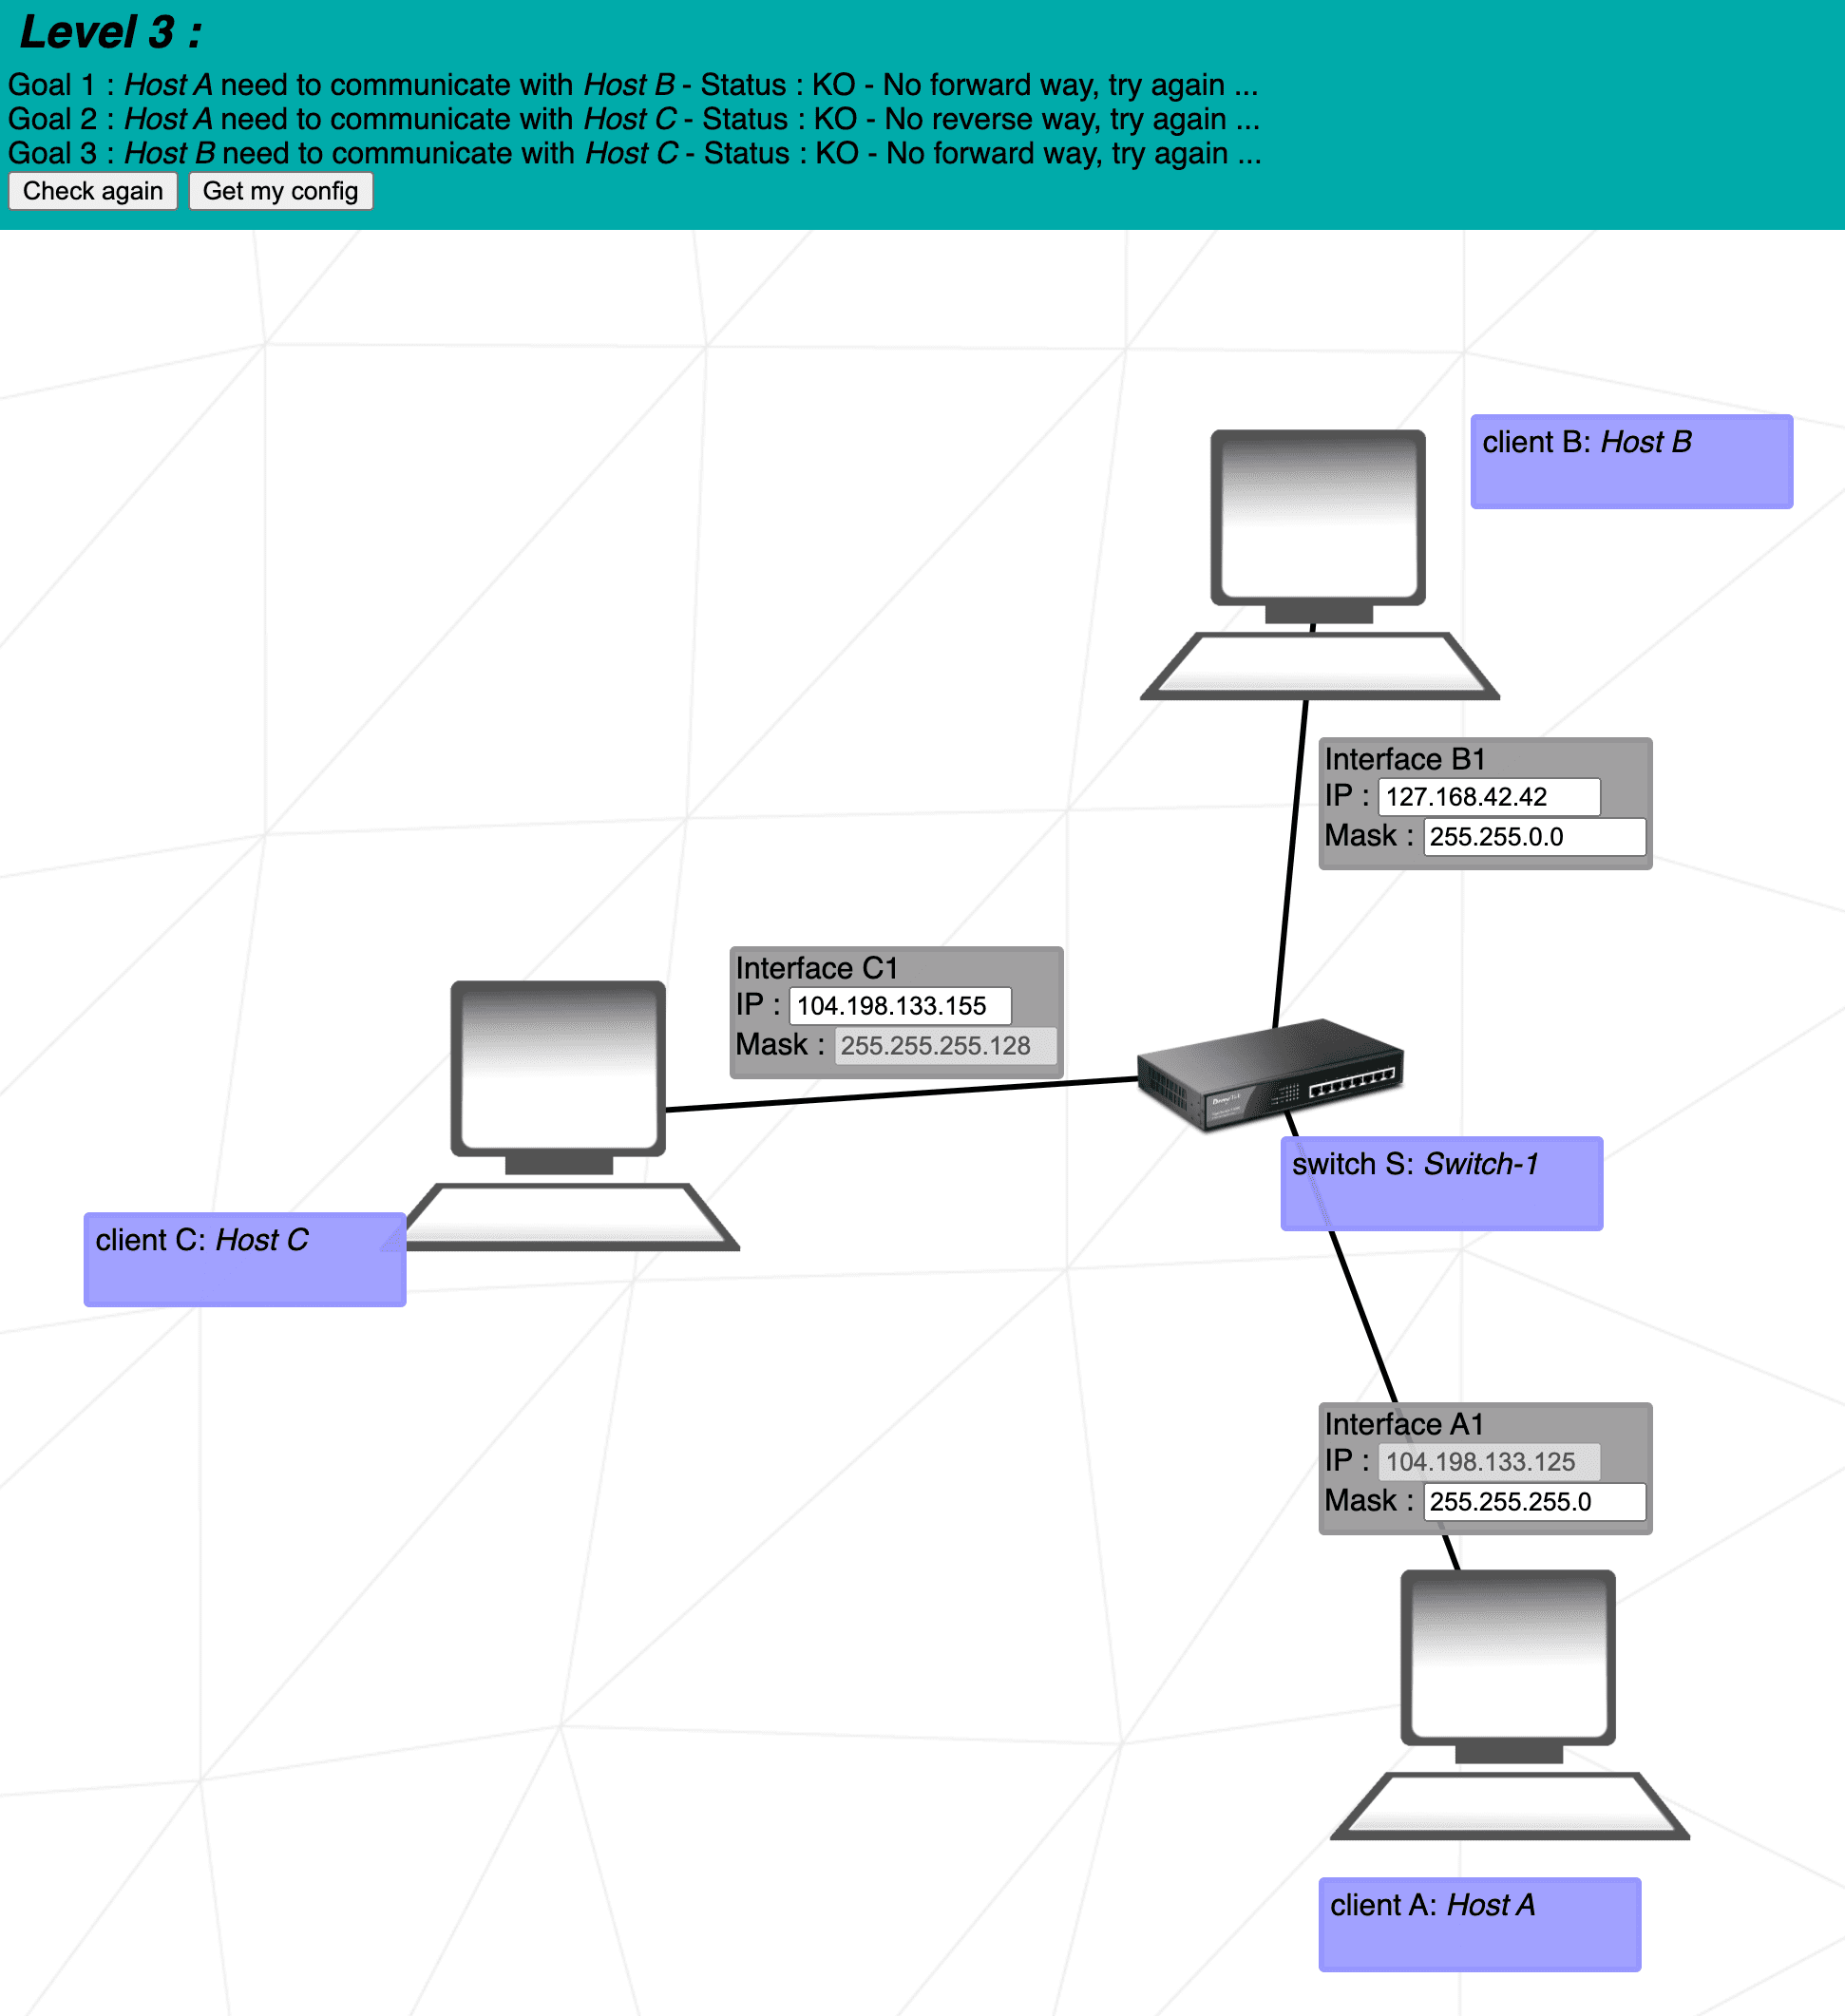 Level 3 :
Goal 1 : Host A need to communicate with Host B - Status : KO - No forward way, try again ...
Goal 2 : Host A need to communicate with Host C - Status : KO - No reverse way, try again ...
Goal 3 : Host B need to communicate with Host C - Status : KO - No forward way, try again ...
Check again Get my config
client B: Host B
Interface B1
IP : 127.168.42.42
Mask : 255.255.0.0
Interface C1
IP : 104.198.133.155
Mask : 255.255.255.128
switch S: Switch-1
client C: Host C
Interface A1
IP : 104.198.133.125
Mask : 255.255.255.0
client A: Host A